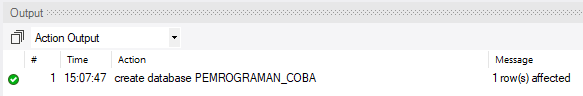 Output
Action Output
# Time Action Message
1 15:07:47 create database PEMROGRAMAN_COBA 1 row(s) affected